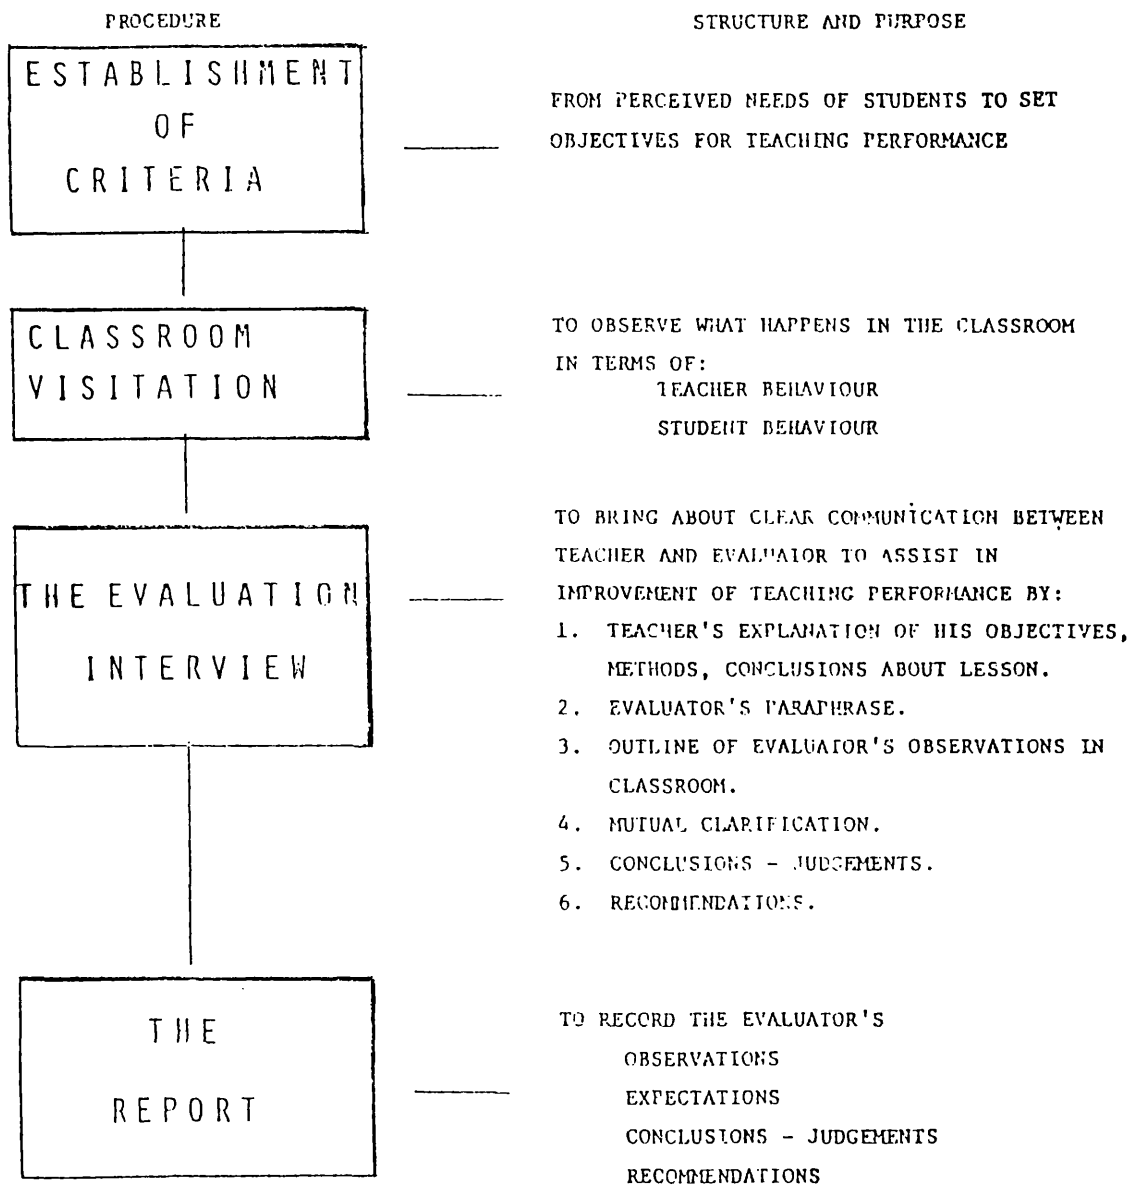 PROCEDURE
STRUCTURE AND PURPOSE
ESTABLISHMENT
OF
CRITERIA
FROM PERCEIVED NEEDS OF STUDENTS TO SET
OBJECTIVES FOR TEACHING PERFORMANCE
CLASSROOM
VISITATION
TO OBSERVE WHAT HAPPENS IN THE CLASSROOM
IN TERMS OF:
TEACHER BEHAVIOUR
STUDENT BEHAVIOUR
THE EVALUATION
INTERVIEW
TO BRING ABOUT CLEAR COMMUNICATION BETWEEN
TEACHER AND EVALUATOR TO ASSIST IN
IMPROVEMENT OF TEACHING PERFORMANCE BY:
1. TEACHER'S EXPLANATION OF HIS OBJECTIVES,
METHODS, CONCLUSIONS ABOUT LESSON.
2. EVALUATOR'S PARAPHRASE.
3. OUTLINE OF EVALUATOR'S OBSERVATIONS IN
CLASSROOM.
4. MUTUAL CLARIFICATION.
5. CONCLUSIONS - JUDGEMENTS.
6. RECOMMENDATIONS.
THE
REPORT
TO RECORD THE EVALUATOR'S
OBSERVATIONS
EXPECTATIONS
CONCLUSIONS - JUDGEMENTS
RECOMMENDATIONS